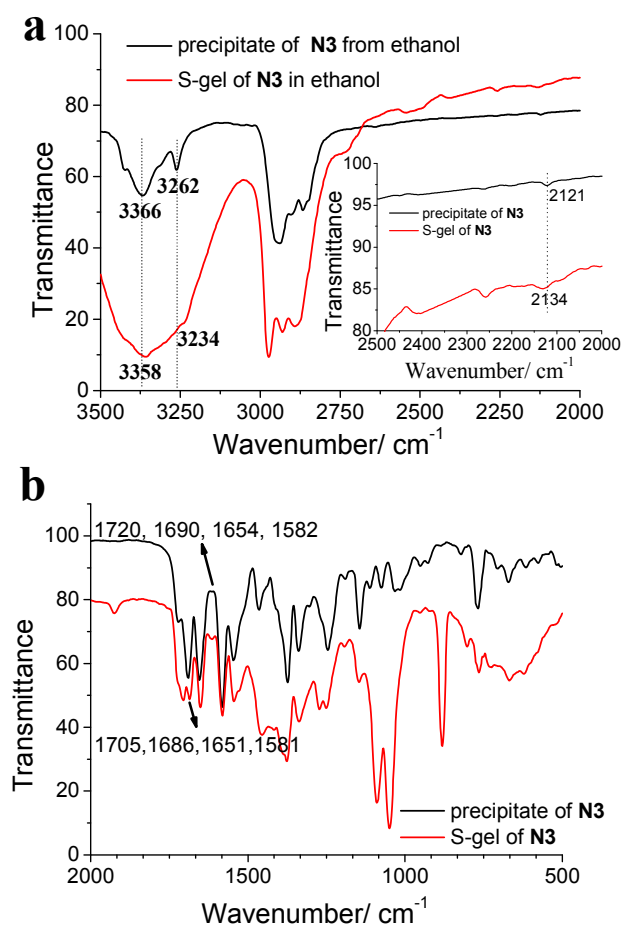 a
precipitate of N3 from ethanol
S-gel of N3 in ethanol
100
80
60
40
20
0
Transmittance
3366
3262
3358
3234
3500
3250
3000
2750
2500
2250
2000
Wavenumber/ cm-1
100
95
90
85
80
Transmittance
precipitate of N3
S-gel of N3
2121
2134
2500
2400
2300
2200
2100
2000
Wavenumber/ cm-1
b
1720, 1690, 1654, 1582
1705,1686,1651,1581
100
80
60
40
20
0
Transmittance
precipitate of N3
S-gel of N3
2000
1500
1000
500
Wavenumber/ cm-1